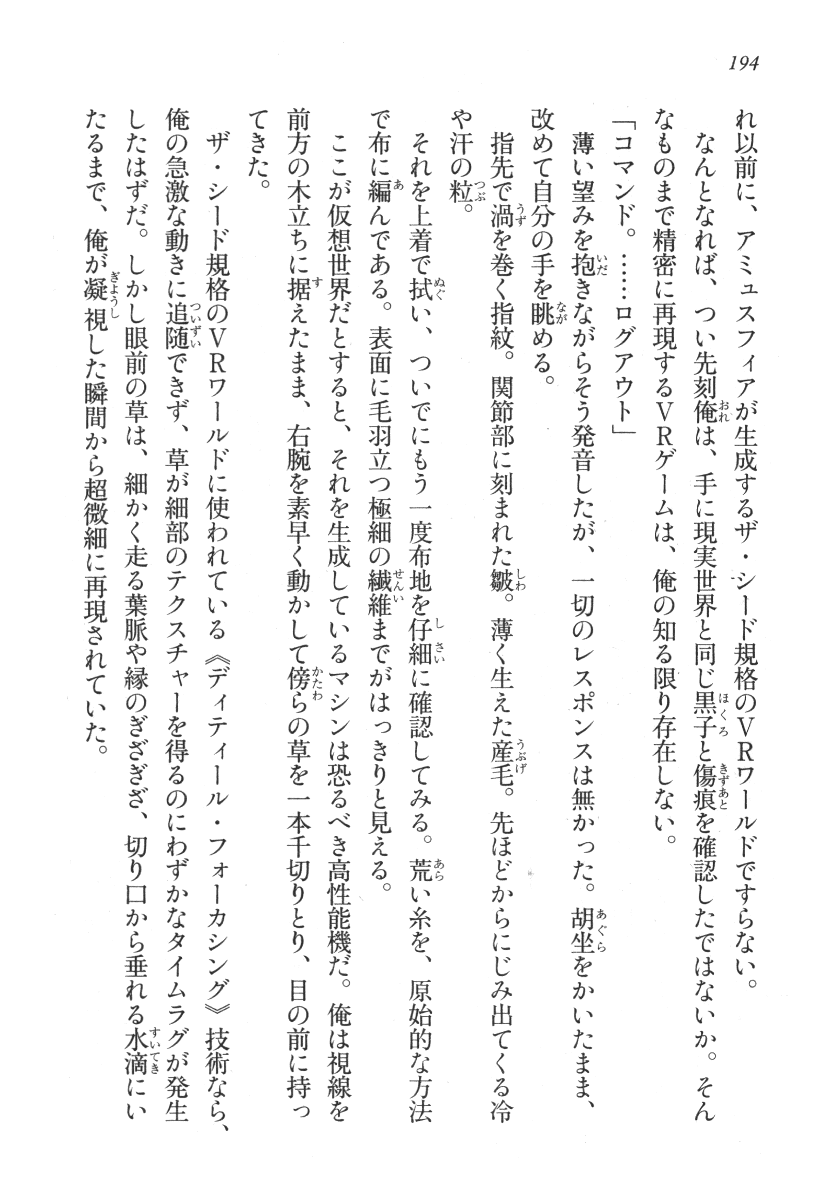 194
れ以前に、アミュスフィアが生成するザ・シード規格のVRワールドですらない。
なんとなれば、つい先刻俺は、手に現実世界と同じ黒子と傷痕を確認したではないか。そん
なものまで精密に再現するVRゲームは、俺の知る限り存在しない。
「コマンド。……ログアウト」
薄い望みを抱きながらそう発音したが、一切のレスポンスは無かった。胡坐をかいたまま、
改めて自分の手を眺める。
指先で渦を巻く指紋。関節部に刻まれた皺。薄く生えた産毛。先ほどからにじみ出てくる冷
や汗の粒。
それを上着で拭い、ついでにもう一度布地を仔細に確認してみる。荒い糸を、原始的な方法
で布に編んである。表面に毛羽立つ極細の繊維までがはっきりと見える。
ここが仮想世界だとすると、それを生成しているマシンは恐るべき高性能機だ。俺は視線を
前方の木立ちに据えたまま、右腕を素早く動かして傍らの草を一本千切りとり、目の前に持っ
てきた。
ザ・シード規格のVRワールドに使われている《ディティール・フォーカシング》技術なら、
俺の急激な動きに追随できず、草が細部のテクスチャーを得るのにわずかなタイムラグが発生
したはずだ。しかし眼前の草は、細かく走る葉脈や縁のぎざぎざ、切り口から垂れる水滴にい
たるまで、俺が凝視した瞬間から超微細に再現されていた。